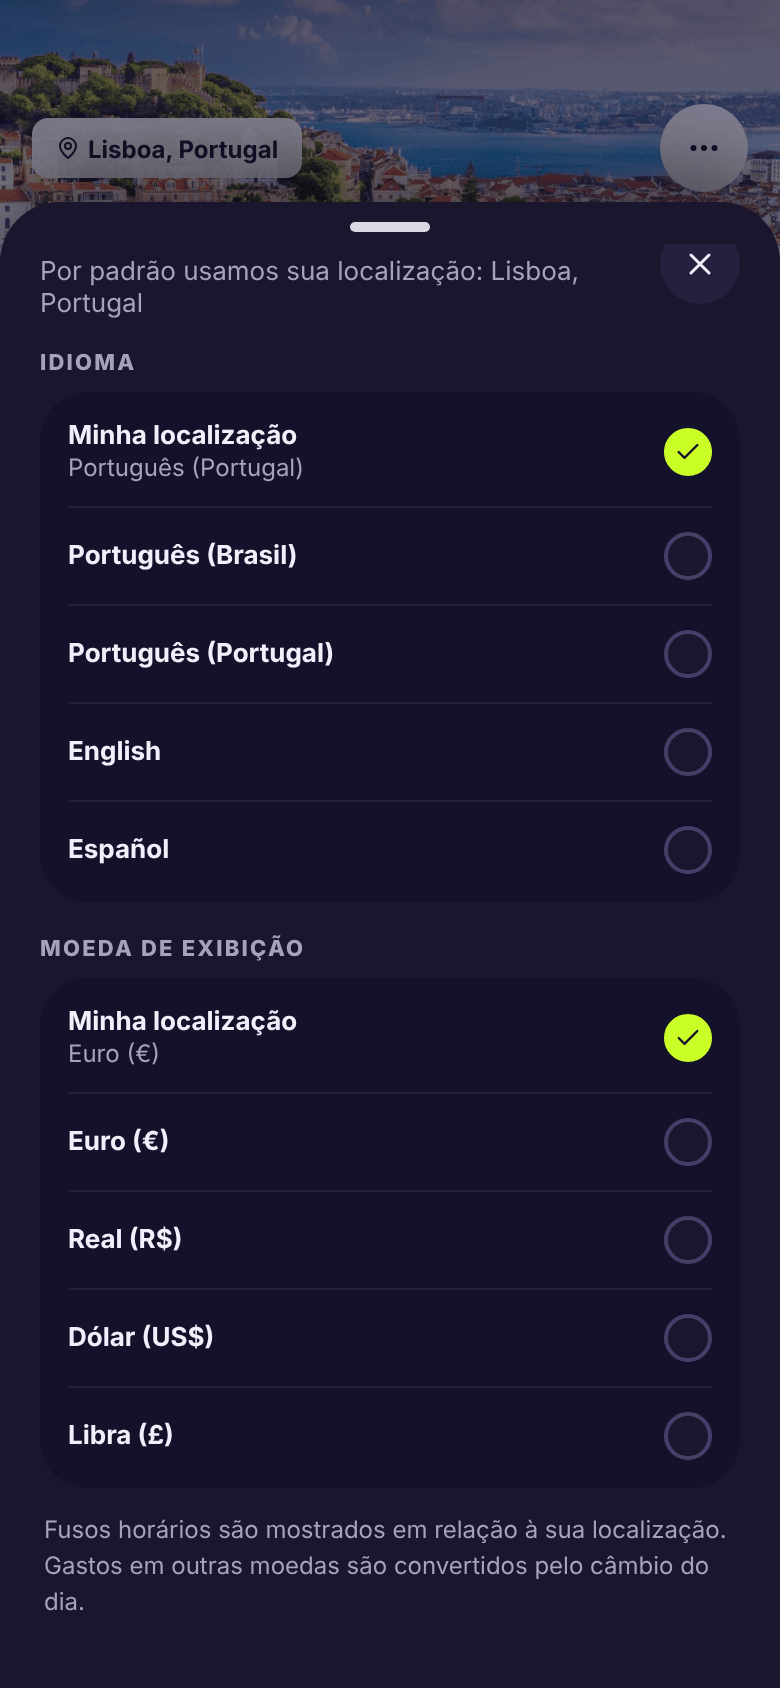 Lisboa, Portugal
Por padrão usamos sua localização: Lisboa,
Portugal
IDIOMA
Minha localização
Português (Portugal)
Português (Brasil)
Português (Portugal)
English
Español
MOEDA DE EXIBIÇÃO
Minha localização
Euro (€)
Euro (€)
Real (R$)
Dólar (US$)
Libra (£)
Fusos horários são mostrados em relação à sua localização.
Gastos em outras moedas são convertidos pelo câmbio do
dia.